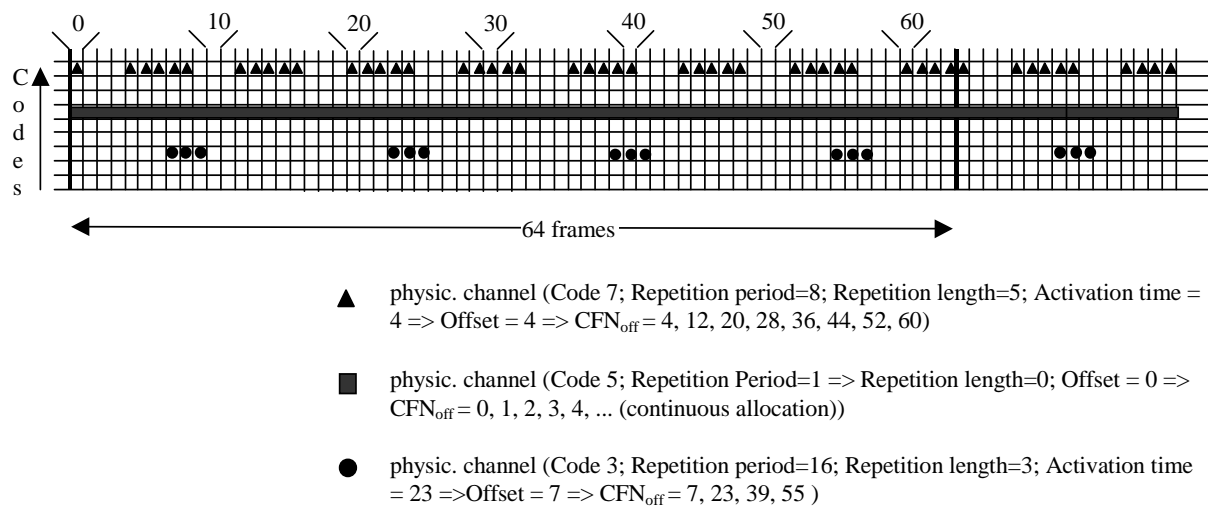 0 10 20 30 40 50 60
C
o
d
e
s
64 frames
physic. channel (Code 7; Repetition period=8; Repetition length=5; Activation time =
4 => Offset = 4 => CFNoff = 4, 12, 20, 28, 36, 44, 52, 60)
physic. channel (Code 5; Repetition Period=1 => Repetition length=0; Offset = 0 =>
CFNoff = 0, 1, 2, 3, 4, ... (continuous allocation))
physic. channel (Code 3; Repetition period=16; Repetition length=3; Activation time
= 23 =>Offset = 7 => CFNoff = 7, 23, 39, 55 )